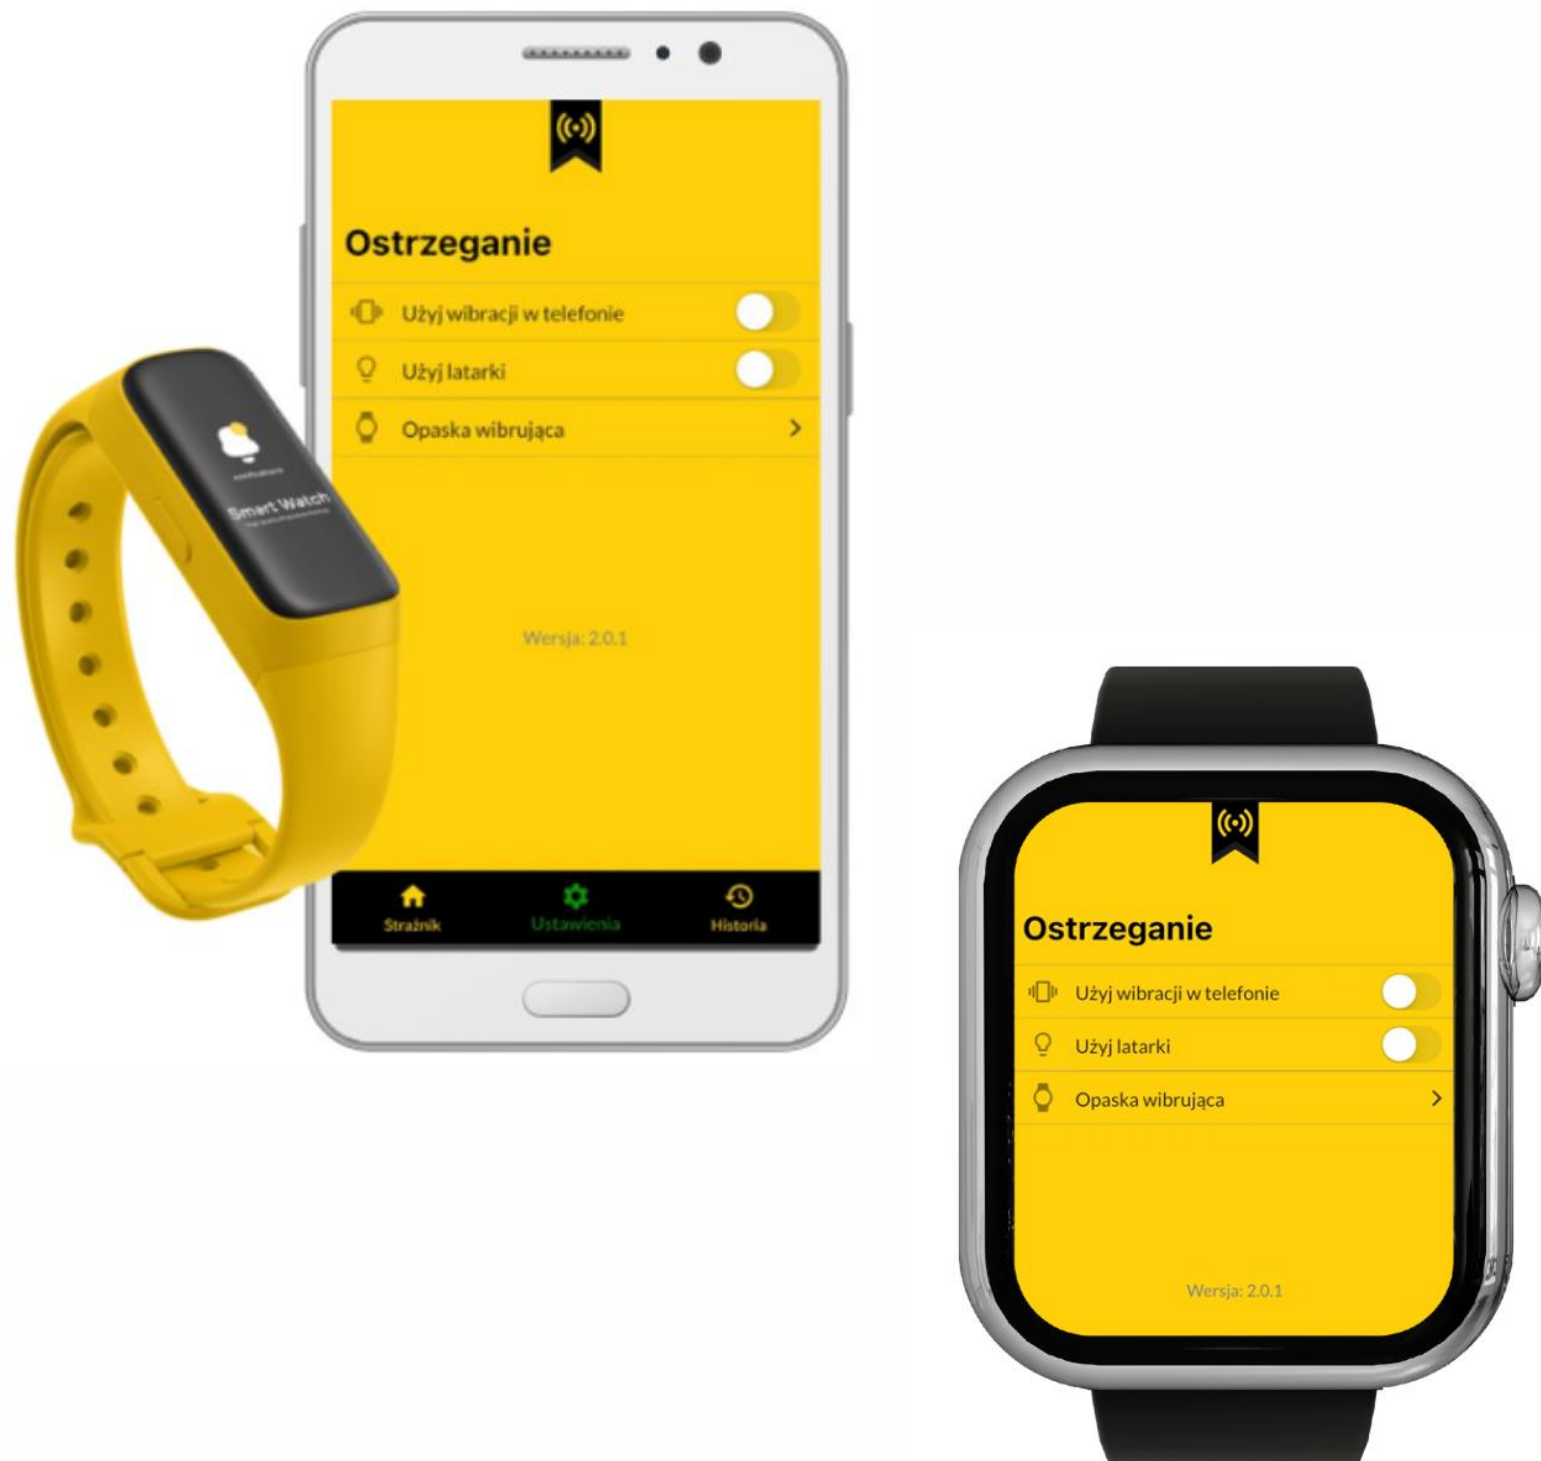 Ostrzeganie
Użyj wibracji w telefonie
Użyj latarki
Opaska wibrująca
Smart Watch
Wersja: 2.0.1
Strażnik
Ustawienia
Historia
Ostrzeganie
Użyj wibracji w telefonie
Użyj latarki
Opaska wibrująca
Wersja: 2.0.1